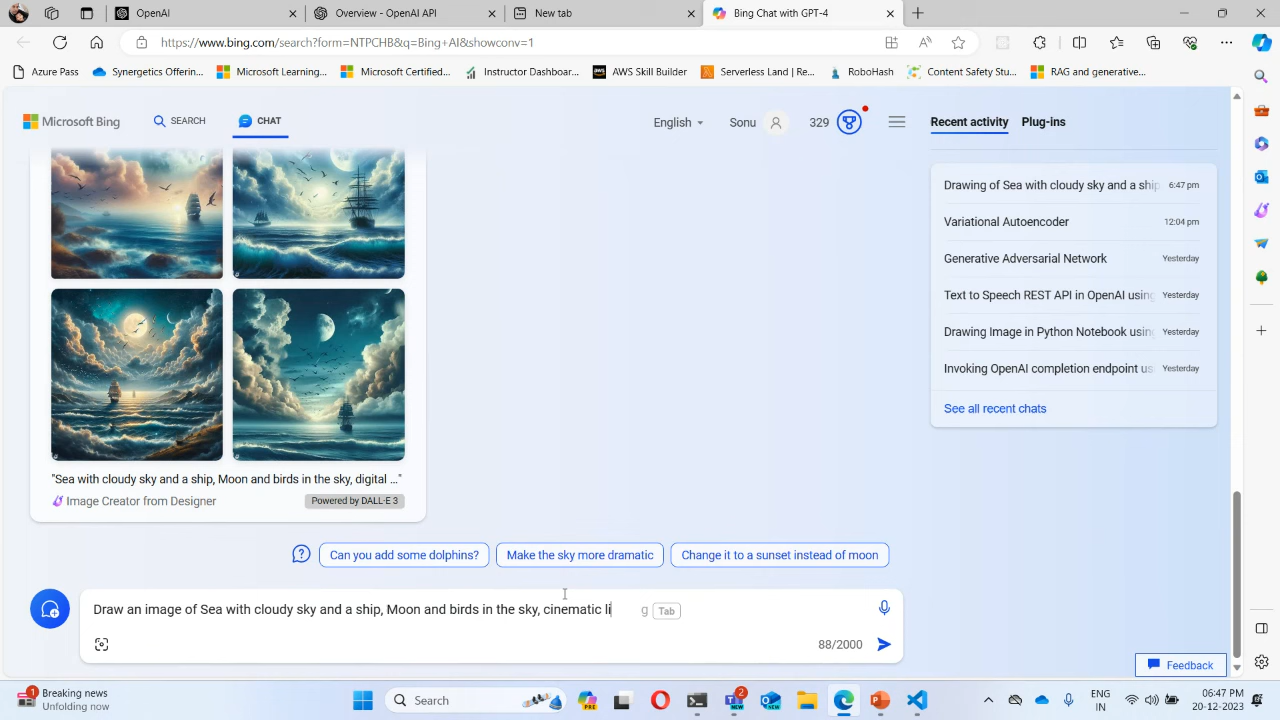 OpenAI
Overview - OpenAI API
New tab
Bing Chat with GPT-4
https://www.bing.com/search?form=NTPCHB&q=Bing+AI&showconv=1
Azure Pass
Synergetic Offerin...
Microsoft Learning...
Microsoft Certified...
Instructor Dashboar...
AWS Skill Builder
Serverless Land | Re...
RoboHash
Content Safety Stu...
RAG and generative...
Microsoft Bing
SEARCH
CHAT
English
Sonu
329
Recent activity
Plug-ins
Drawing of Sea with cloudy sky and a ship 6:47 pm
Variational Autoencoder 12:04 pm
Generative Adversarial Network Yesterday
Text to Speech REST API in OpenAI using Yesterday
Drawing Image in Python Notebook using Yesterday
Invoking OpenAI completion endpoint us Yesterday
See all recent chats
"Sea with cloudy sky and a ship, Moon and birds in the sky, digital ..."
Image Creator from Designer
Powered by DALL-E 3
Can you add some dolphins?
Make the sky more dramatic
Change it to a sunset instead of moon
Draw an image of Sea with cloudy sky and a ship, Moon and birds in the sky, cinematic li g Tab
88/2000
Feedback
1
Breaking news
Unfolding now
Search
PRE
2
NEW
NEW
ENG
IN
06:47 PM
20-12-2023